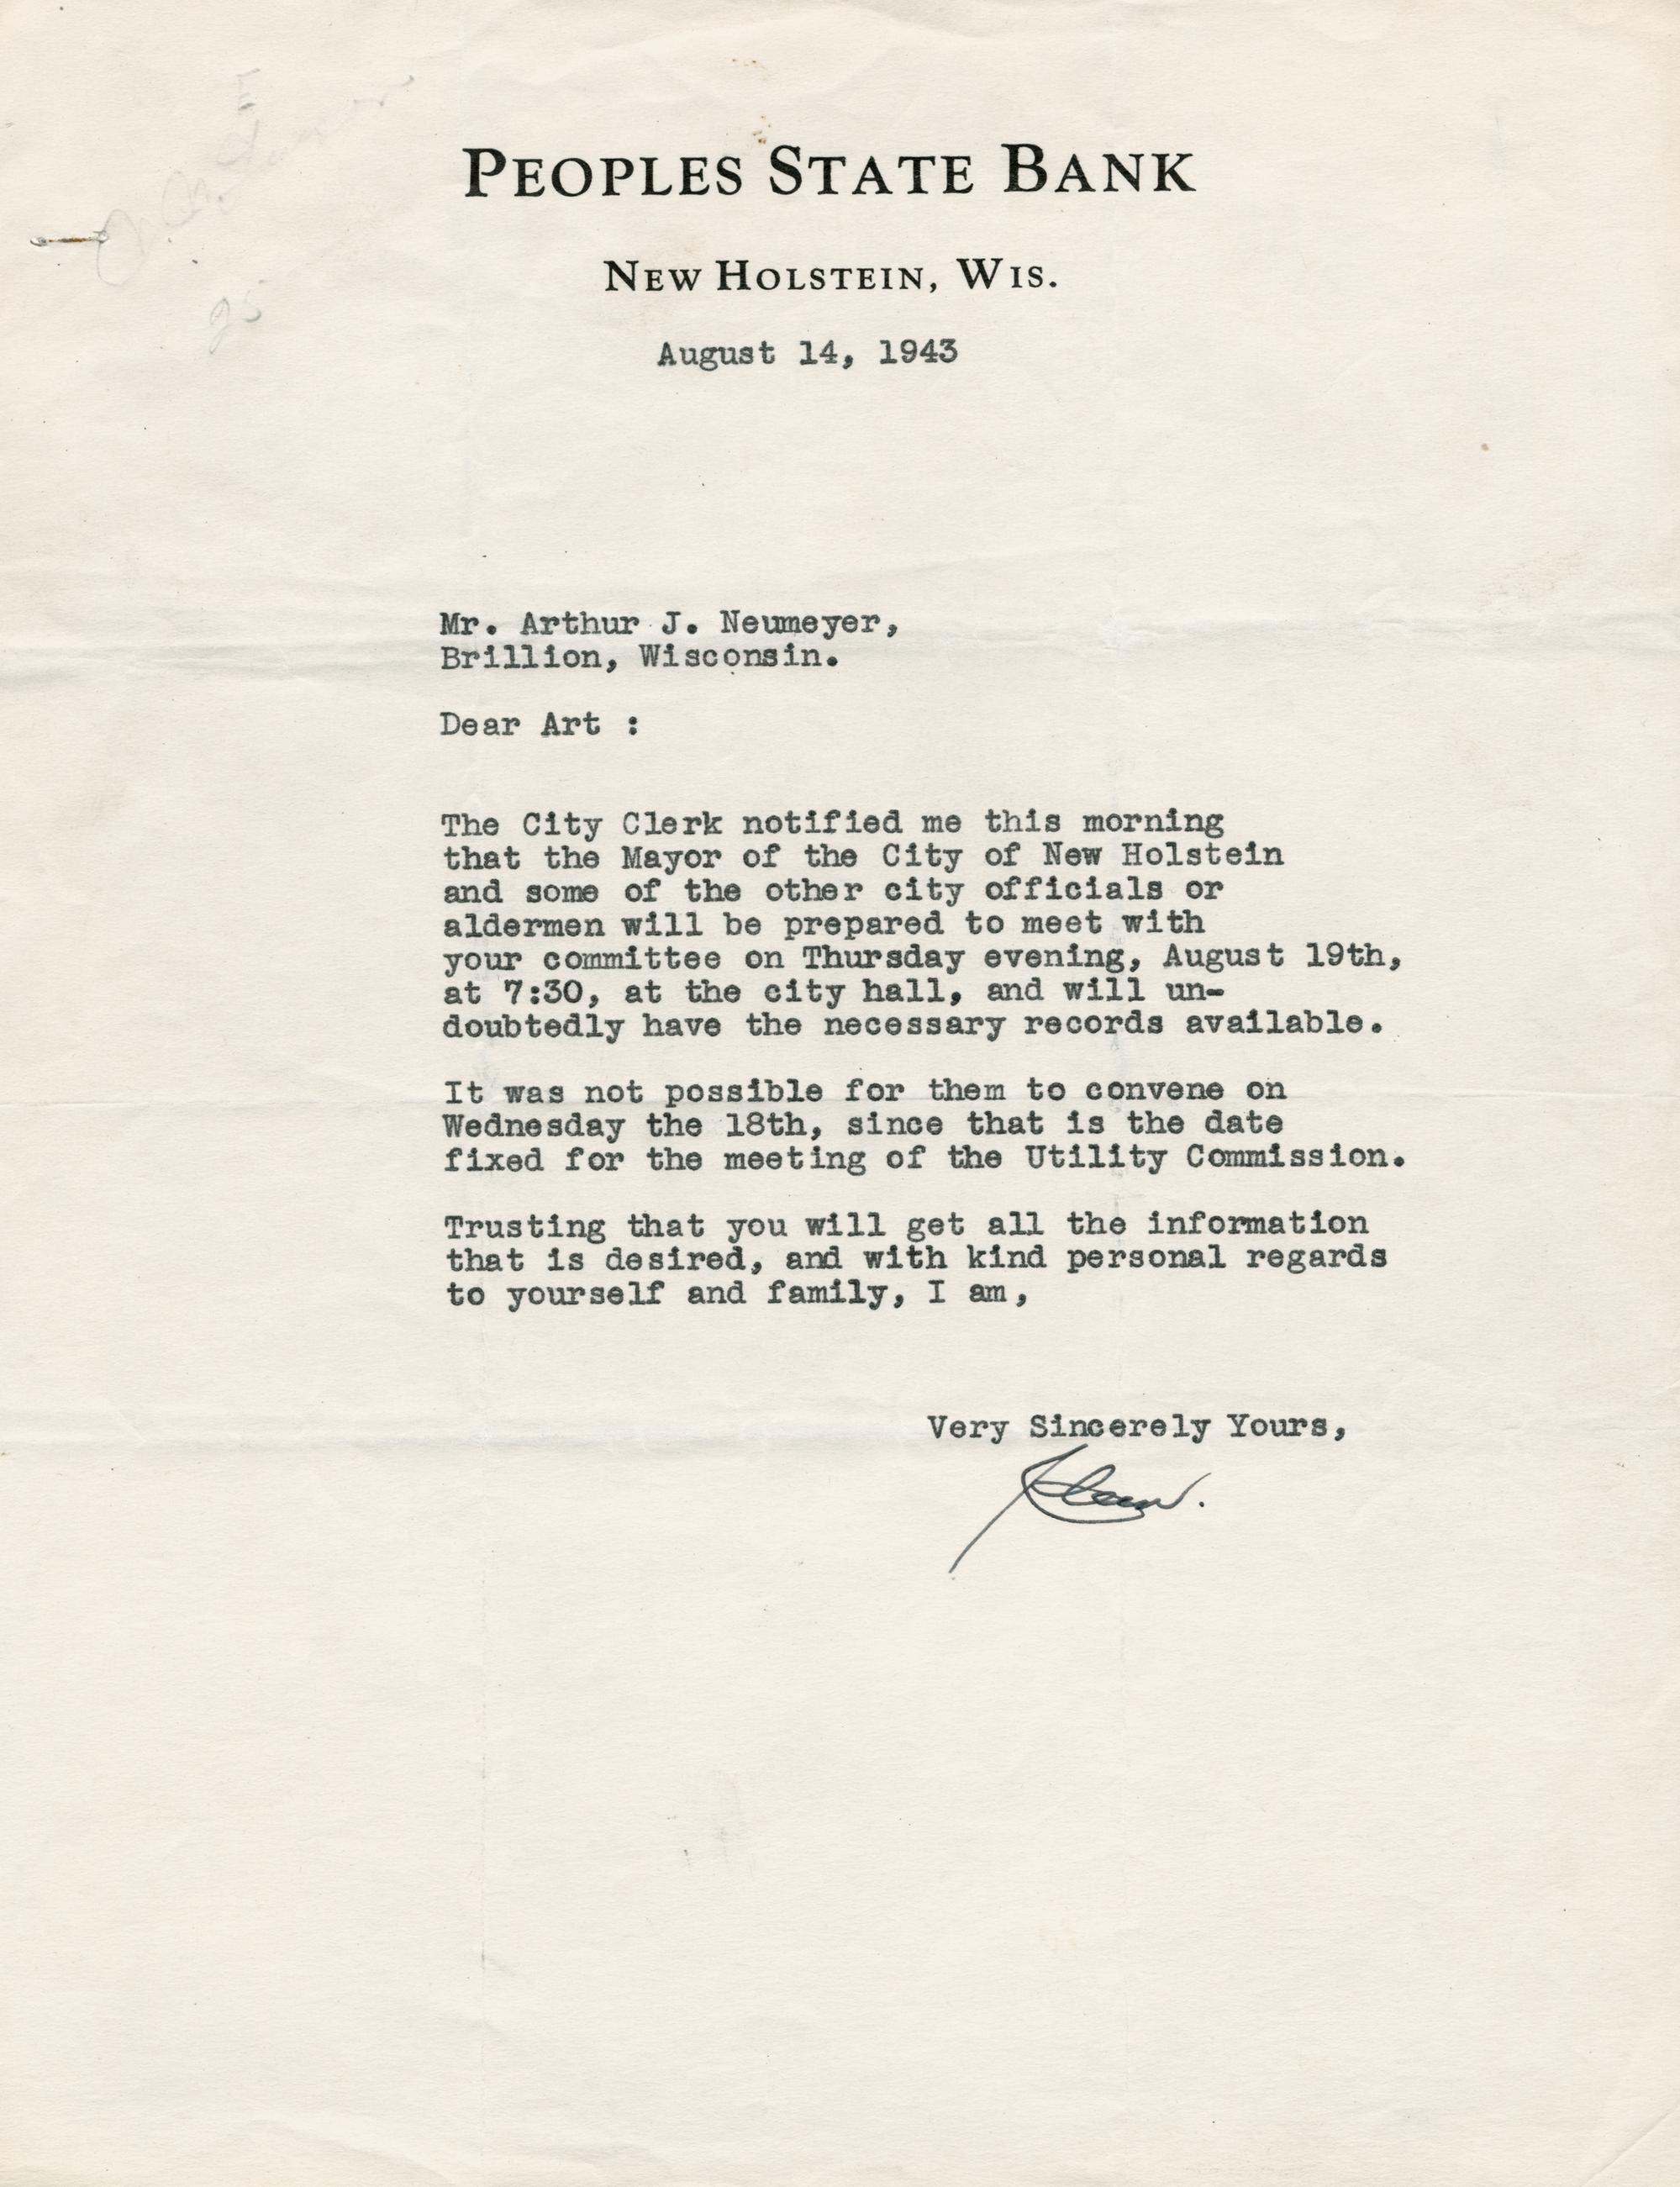 PEOPLES STATE BANK
NEW HOLSTEIN, WIS.
August 14, 1943
Mr. Arthur J. Neumeyer,
Brillion, Wisconsin.
Dear Art :
The City Clerk notified me this morning
that the Mayor of the City of New Holstein
and some of the other city officials or
aldermen will be prepared to meet with
your committee on Thursday evening, August 19th,
at 7:30, at the city hall, and will un-
doubtedly have the necessary records available.
It was not possible for them to convene on
Wednesday the 18th, since that is the date
fixed for the meeting of the Utility Commission.
Trusting that you will get all the information
that is desired, and with kind personal regards
to yourself and family, I am,
Very Sincerely Yours,